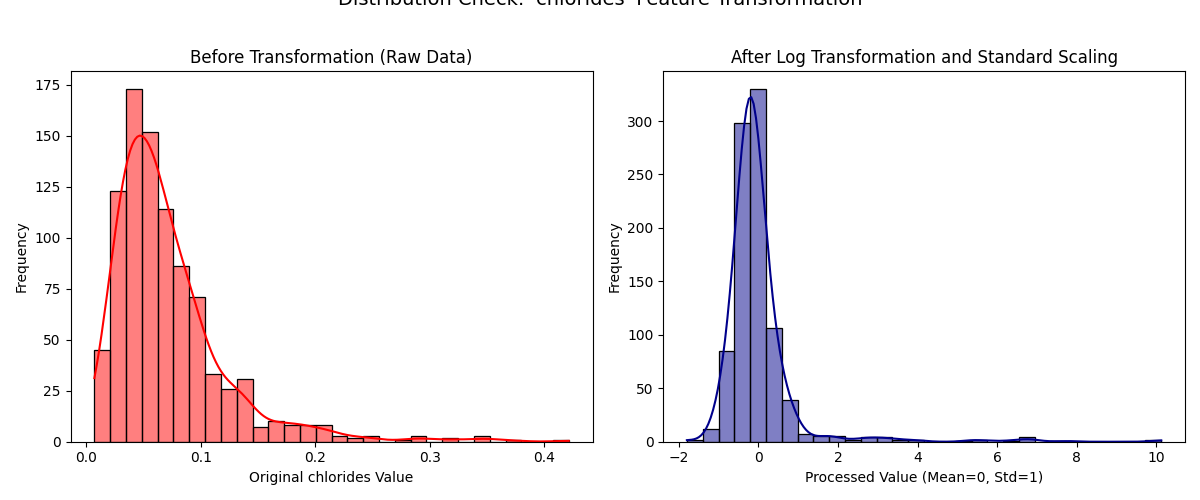 Distribution Check: 'chlorides' Feature Transformation
Before Transformation (Raw Data)
175
150
125
100
75
50
25
0
Frequency
0.0 0.1 0.2 0.3 0.4
Original chlorides Value
After Log Transformation and Standard Scaling
300
250
200
150
100
50
0
Frequency
−2 0 2 4 6 8 10
Processed Value (Mean=0, Std=1)